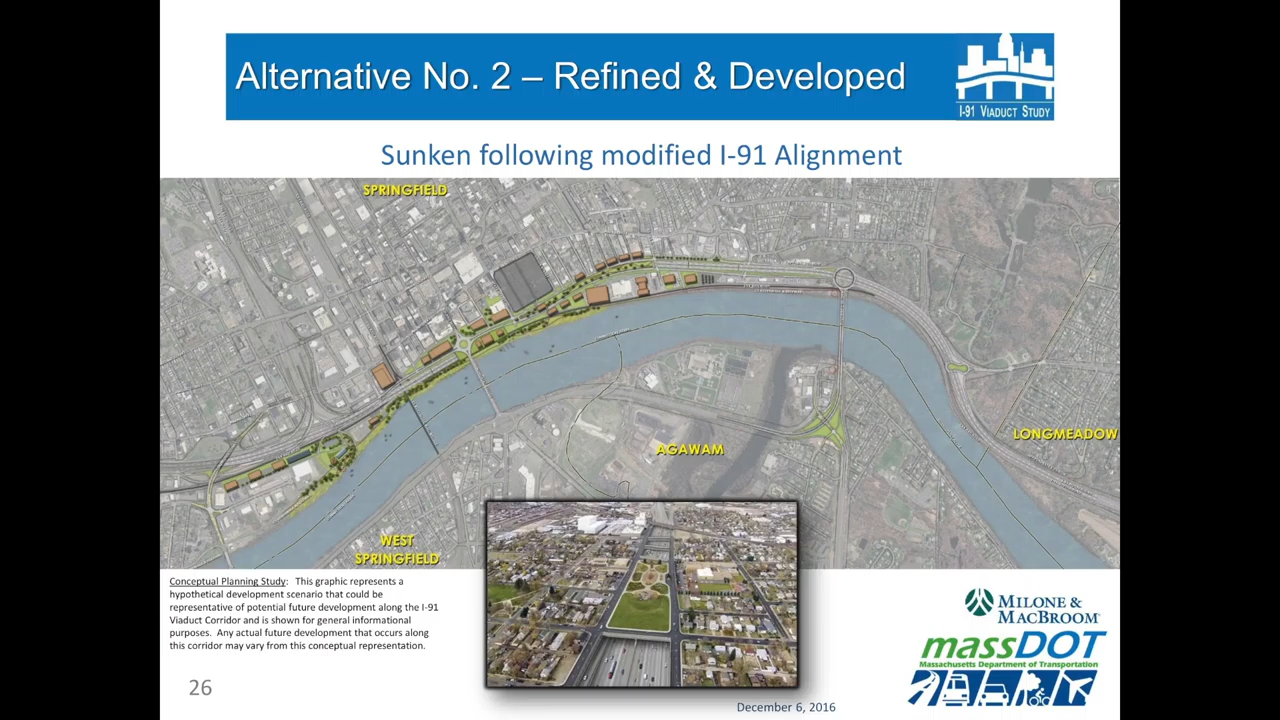 Alternative No. 2 – Refined & Developed
I-91 VIADUCT STUDY
Sunken following modified I-91 Alignment
SPRINGFIELD
LONGMEADOW
AGAWAM
WEST
SPRINGFIELD
Conceptual Planning Study: This graphic represents a
hypothetical development scenario that could be
representative of potential future development along the I-91
Viaduct Corridor and is shown for general informational
purposes. Any actual future development that occurs along
this corridor may vary from this conceptual representation.
MILONE &
MACBROOM
massDOT
Massachusetts Department of Transportation
26
December 6, 2016